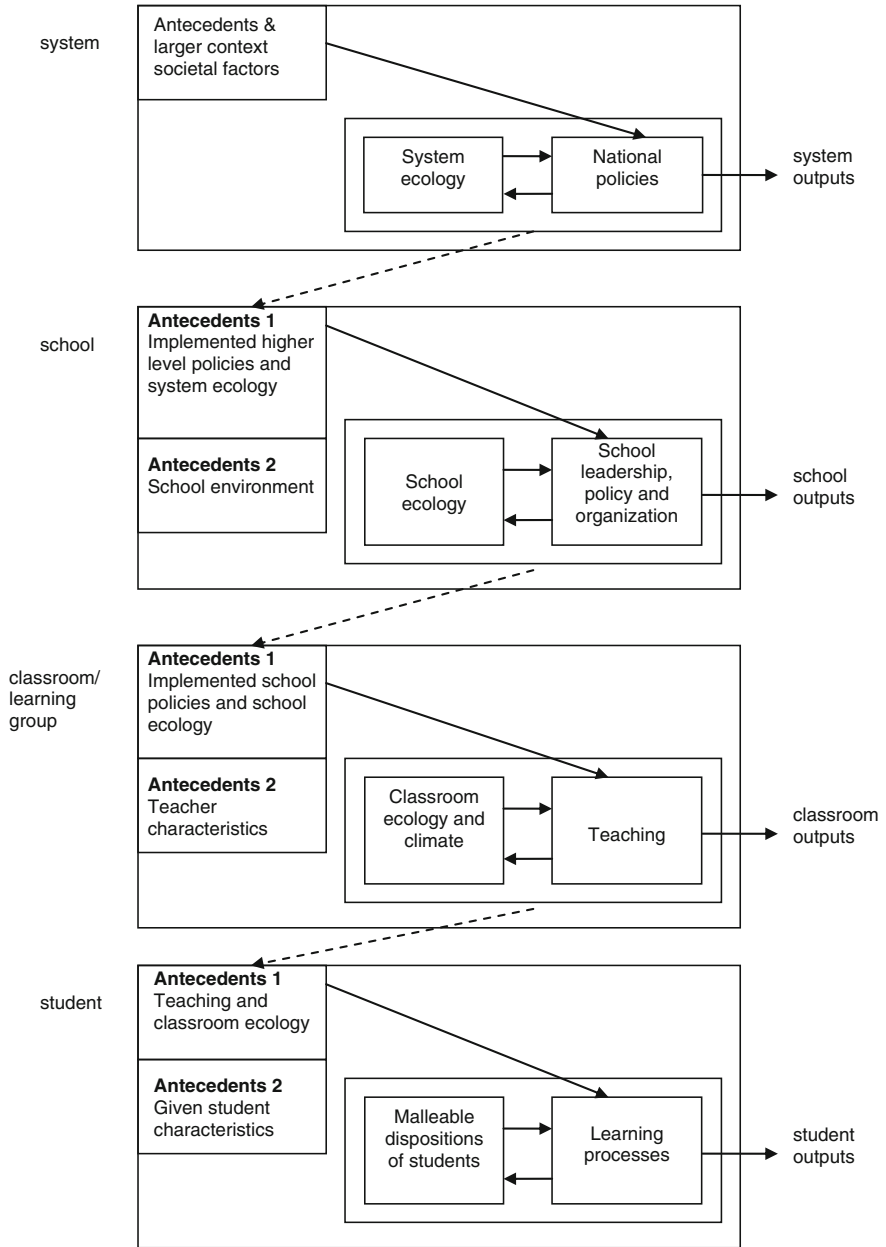 system
Antecedents &
larger context
societal factors
System
ecology
National
policies
system
outputs
school
Antecedents 1
Implemented higher
level policies and
system ecology
Antecedents 2
School environment
School
ecology
School
leadership,
policy and
organization
school
outputs
classroom/
learning
group
Antecedents 1
Implemented school
policies and school
ecology
Antecedents 2
Teacher
characteristics
Classroom
ecology and
climate
Teaching
classroom
outputs
student
Antecedents 1
Teaching and
classroom ecology
Antecedents 2
Given student
characteristics
Malleable
dispositions
of students
Learning
processes
student
outputs